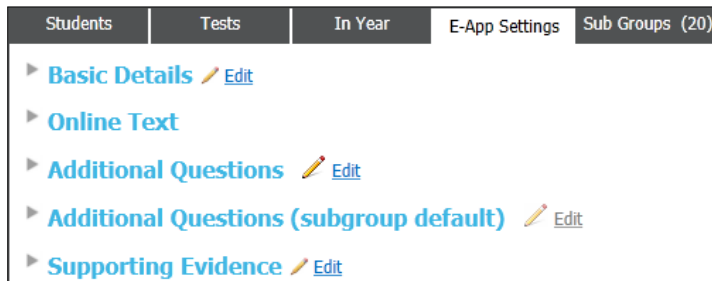 Students Tests In Year E-App Settings Sub Groups (20)
Basic Details Edit
Online Text
Additional Questions Edit
Additional Questions (subgroup default) Edit
Supporting Evidence Edit